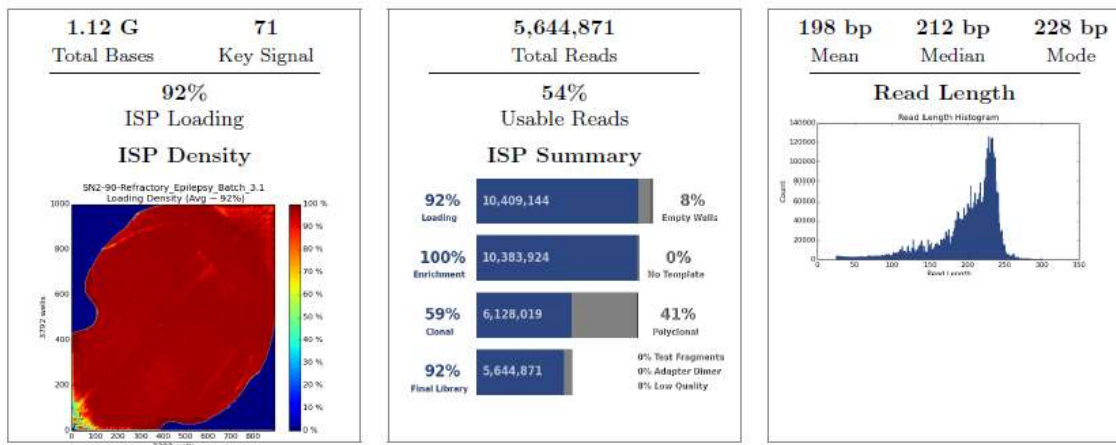 1.12 G 71
Total Bases Key Signal
92%
ISP Loading
ISP Density
SN2-90-Refractory_Epilepsy_Batch_3.1
Loading Density (Avg ~ 92%)
1000
800
600
400
200
0
3792 wells
0 100 200 300 400 500 600 700 800
100 %
90 %
80 %
70 %
60 %
50 %
40 %
30 %
20 %
10 %
0 %
5,644,871
Total Reads
54%
Usable Reads
ISP Summary
92% 10,409,144 8%
Loading Empty Wells
100% 10,383,924 0%
Enrichment No Template
59% 6,128,019 41%
Clonal Polyclonal
92% 5,644,871
Final Library
0% Test Fragments
0% Adapter Dimer
8% Low Quality
198 bp 212 bp 228 bp
Mean Median Mode
Read Length
Read Length Histogram
140000
120000
100000
80000
60000
40000
20000
0
Count
0 50 100 150 200 250 300 350
Read Length